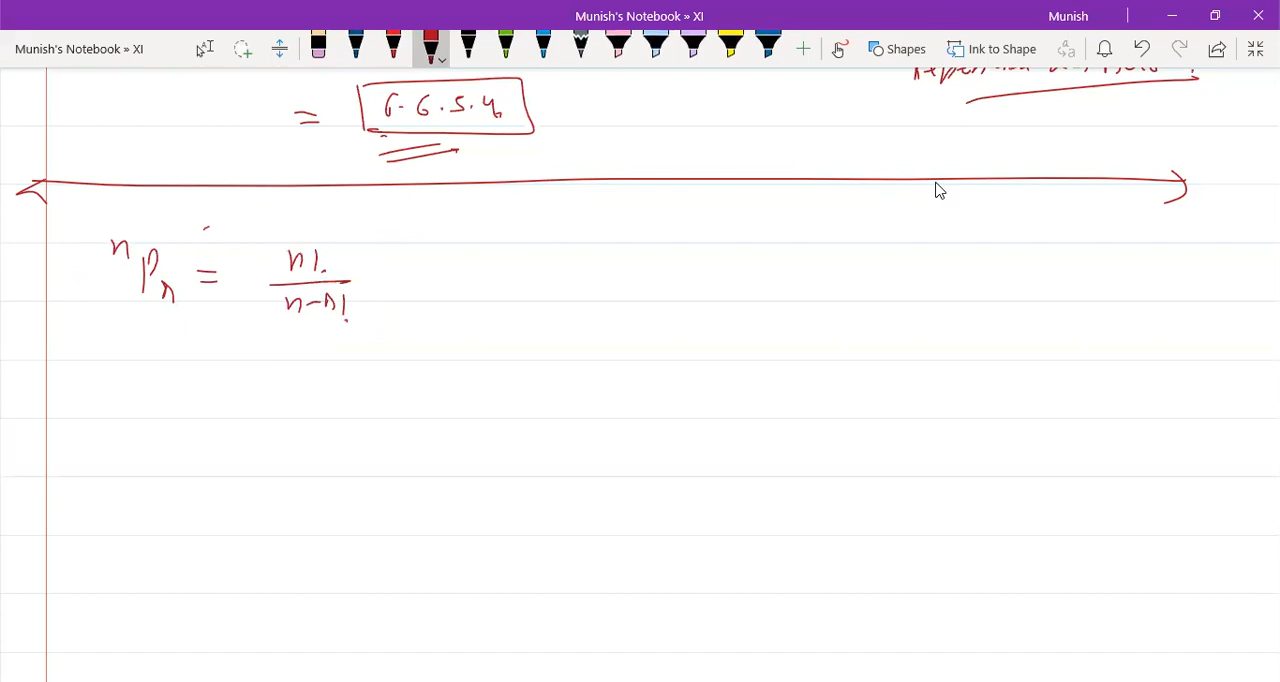 Munish's Notebook » XI
Munish
Munish's Notebook » XI
Shapes
Ink to Shape
= 6.6.5.4
nPr = n!/n-r!